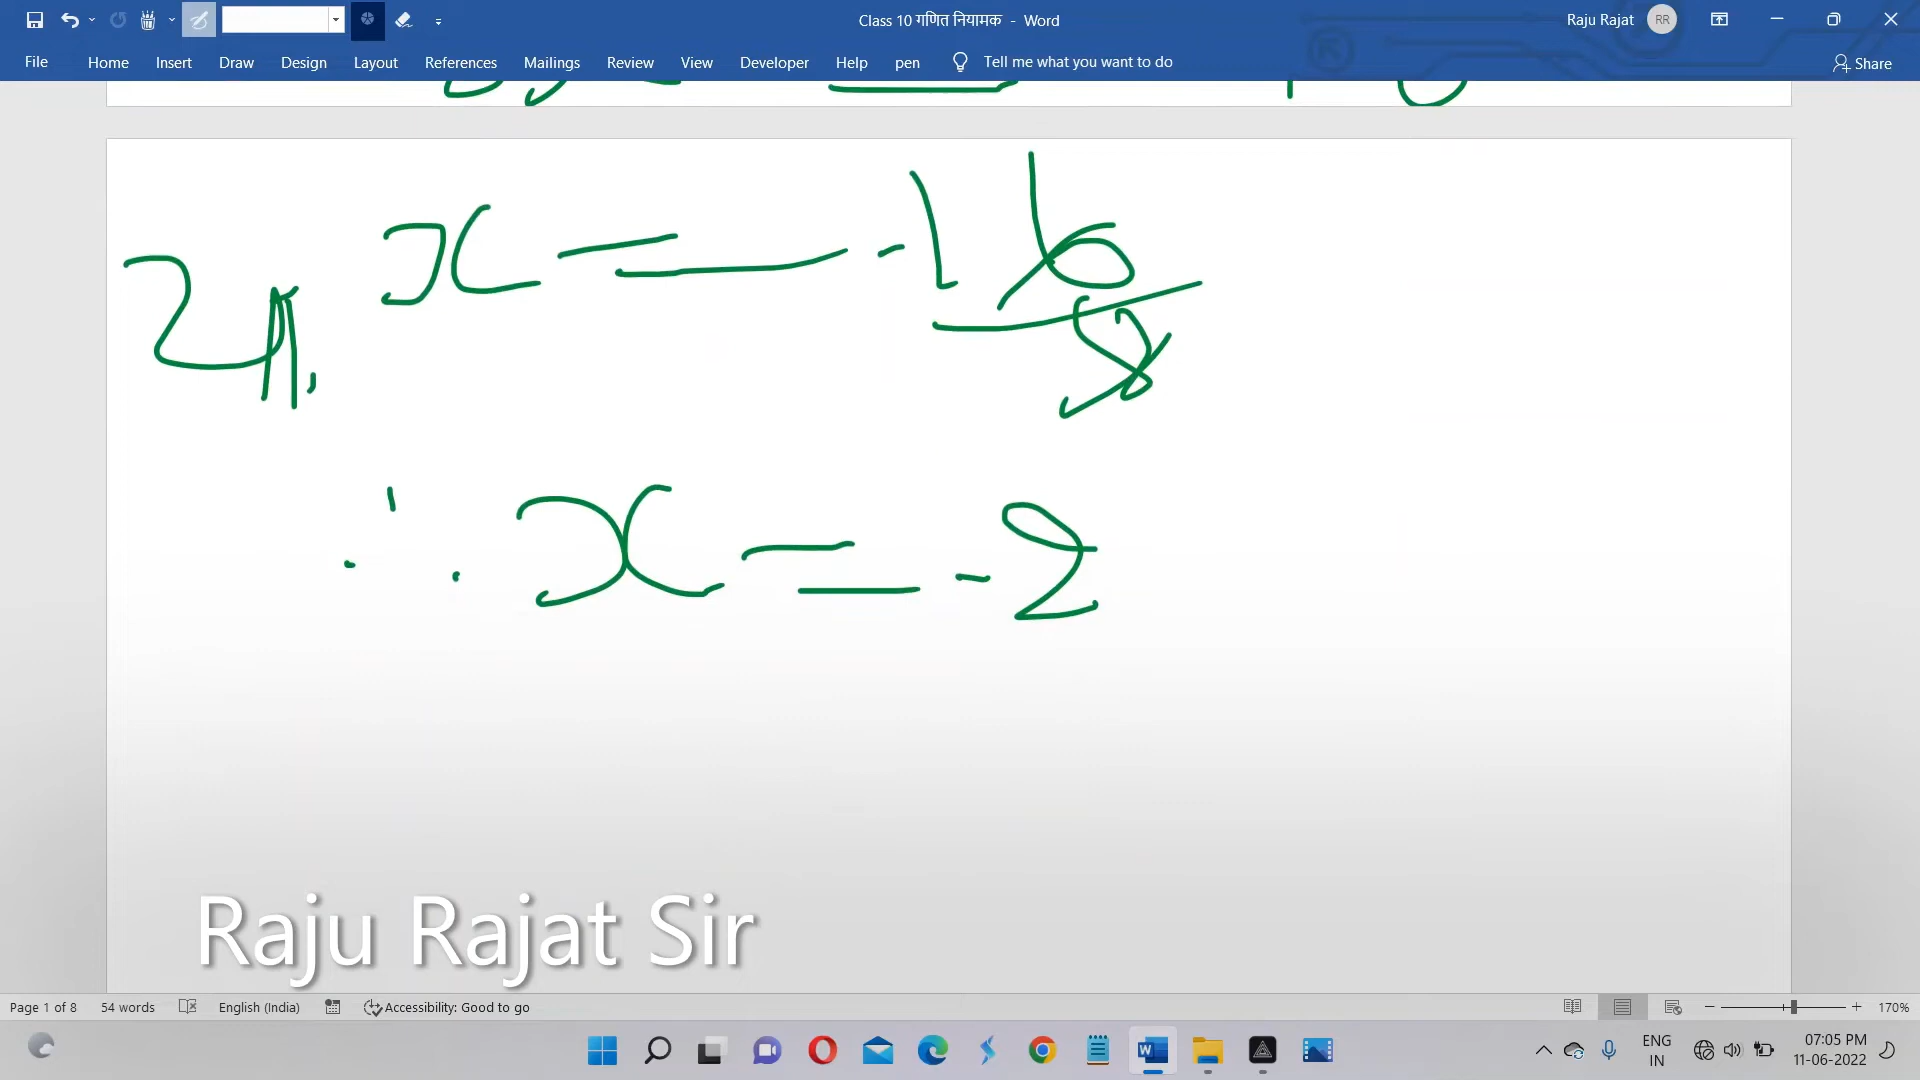 Class 10 गणित नियामक - Word
Raju Rajat RR
File Home Insert Draw Design Layout References Mailings Review View Developer Help pen Tell me what you want to do Share
या, x = -16/8
∴ x = -2
Raju Rajat Sir
Page 1 of 8 54 words English (India) Accessibility: Good to go 170%
ENG
IN
07:05 PM
11-06-2022